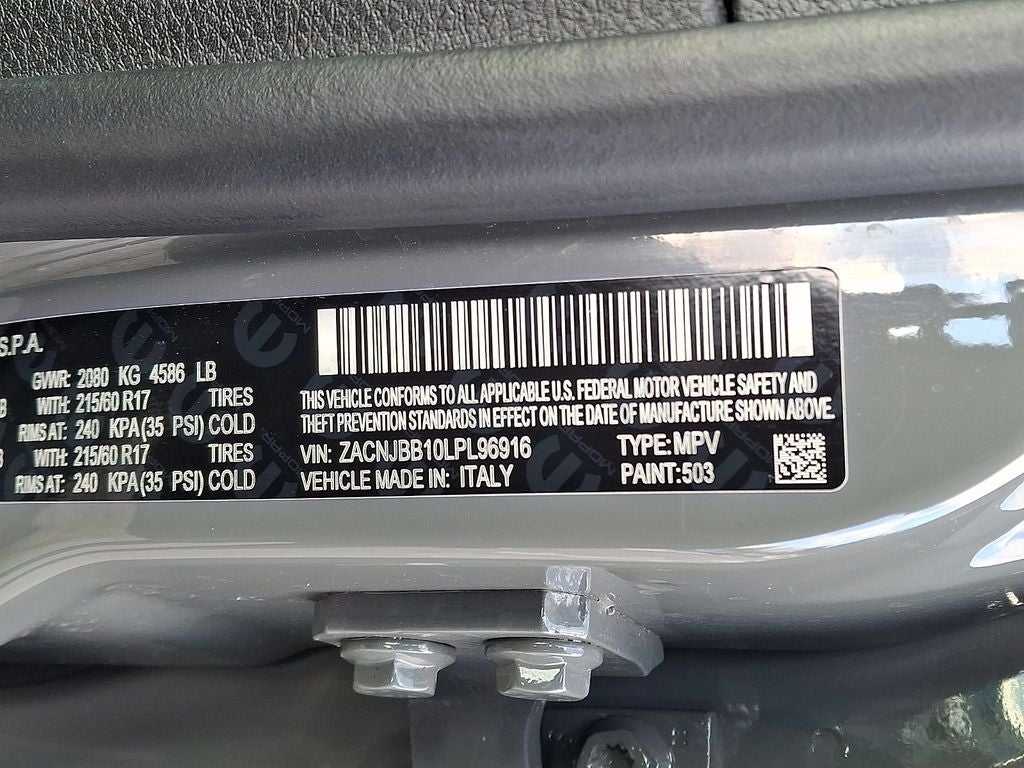 S.P.A.
GVWR: 2080 KG 4586 LB
B WITH: 215/60 R17 TIRES
RIMS AT: 240 KPA(35 PSI) COLD
B WITH: 215/60 R17 TIRES
RIMS AT: 240 KPA(35 PSI) COLD
THIS VEHICLE CONFORMS TO ALL APPLICABLE U.S. FEDERAL MOTOR VEHICLE SAFETY AND
THEFT PREVENTION STANDARDS IN EFFECT ON THE DATE OF MANUFACTURE SHOWN ABOVE.
VIN: ZACNJBB10LPL96916 TYPE:MPV
VEHICLE MADE IN: ITALY PAINT:503
MOPAR